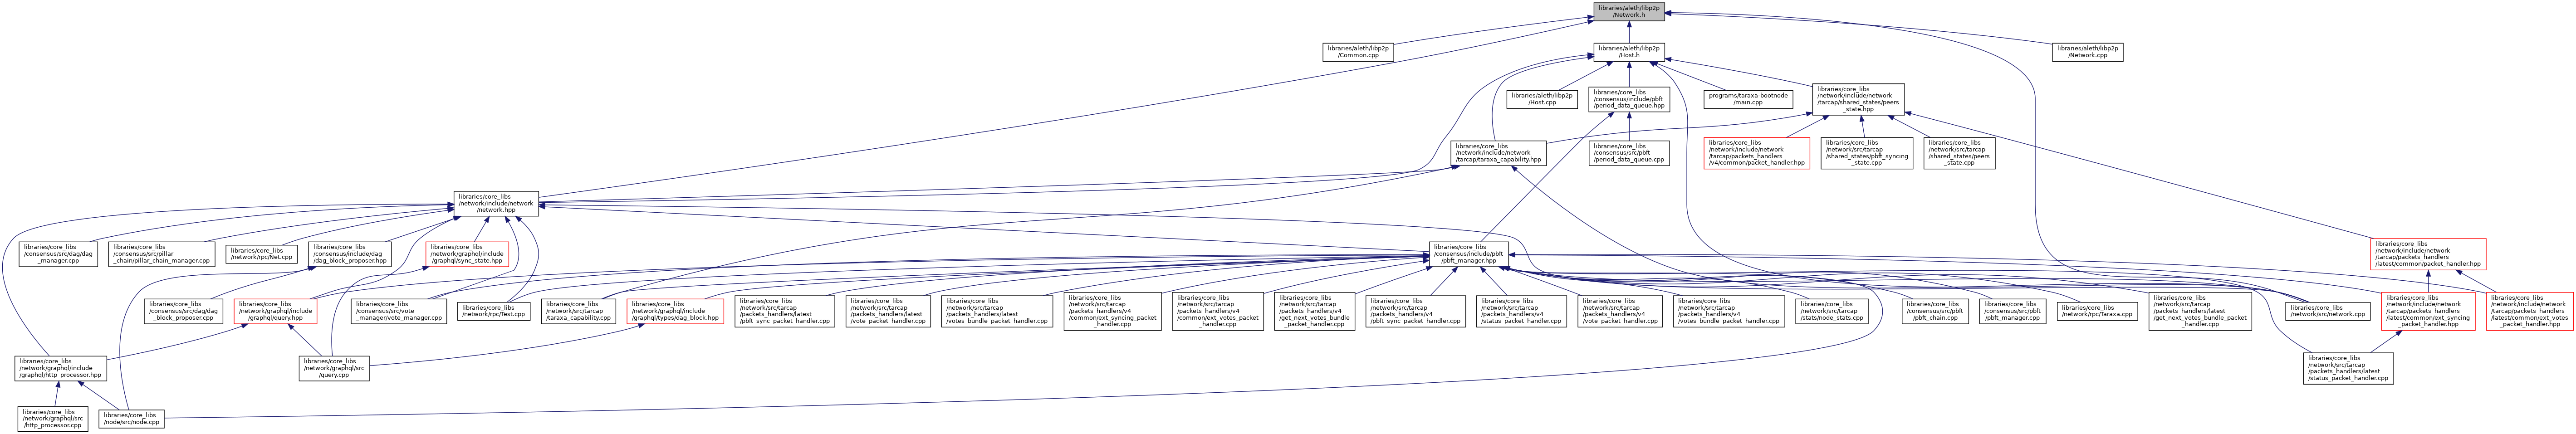 libraries/aleth/libp2p
/Network.h
libraries/aleth/libp2p
/Common.cpp
libraries/aleth/libp2p
/Host.h
libraries/aleth/libp2p
/Network.cpp
libraries/aleth/libp2p
/Host.cpp
libraries/core_libs
/consensus/include/pbft
/period_data_queue.hpp
programs/taraxa-bootnode
/main.cpp
libraries/core_libs
/network/include/network
/tarcap/shared_states/peers
_state.hpp
libraries/core_libs
/network/include/network
/tarcap/taraxa_capability.hpp
libraries/core_libs
/consensus/src/pbft
/period_data_queue.cpp
libraries/core_libs
/network/include/network
/tarcap/packets_handlers
/v4/common/packet_handler.hpp
libraries/core_libs
/network/src/tarcap
/shared_states/pbft_syncing
_state.cpp
libraries/core_libs
/network/src/tarcap
/shared_states/peers
_state.cpp
libraries/core_libs
/network/include/network
/network.hpp
libraries/core_libs
/consensus/src/dag/dag
_manager.cpp
libraries/core_libs
/consensus/src/pillar
_chain/pillar_chain_manager.cpp
libraries/core_libs
/network/rpc/Net.cpp
libraries/core_libs
/consensus/include/dag
/dag_block_proposer.hpp
libraries/core_libs
/network/graphql/include
/graphql/sync_state.hpp
libraries/core_libs
/consensus/include/pbft
/pbft_manager.hpp
libraries/core_libs
/network/include/network
/tarcap/packets_handlers
/latest/common/packet_handler.hpp
libraries/core_libs
/consensus/src/dag/dag
_block_proposer.cpp
libraries/core_libs
/network/graphql/include
/graphql/query.hpp
libraries/core_libs
/consensus/src/vote
_manager/vote_manager.cpp
libraries/core_libs
/network/rpc/Test.cpp
libraries/core_libs
/network/src/tarcap
/taraxa_capability.cpp
libraries/core_libs
/network/graphql/include
/graphql/types/dag_block.hpp
libraries/core_libs
/network/src/tarcap
/packets_handlers/latest
/pbft_sync_packet_handler.cpp
libraries/core_libs
/network/src/tarcap
/packets_handlers/latest
/vote_packet_handler.cpp
libraries/core_libs
/network/src/tarcap
/packets_handlers/latest
/votes_bundle_packet_handler.cpp
libraries/core_libs
/network/src/tarcap
/packets_handlers/v4
/common/ext_syncing_packet
_handler.cpp
libraries/core_libs
/network/src/tarcap
/packets_handlers/v4
/common/ext_votes_packet
_handler.cpp
libraries/core_libs
/network/src/tarcap
/packets_handlers/v4
/get_next_votes_bundle
_packet_handler.cpp
libraries/core_libs
/network/src/tarcap
/packets_handlers/v4
/pbft_sync_packet_handler.cpp
libraries/core_libs
/network/src/tarcap
/packets_handlers/v4
/status_packet_handler.cpp
libraries/core_libs
/network/src/tarcap
/packets_handlers/v4
/vote_packet_handler.cpp
libraries/core_libs
/network/src/tarcap
/packets_handlers/v4
/votes_bundle_packet_handler.cpp
libraries/core_libs
/network/src/tarcap
/stats/node_stats.cpp
libraries/core_libs
/consensus/src/pbft
/pbft_chain.cpp
libraries/core_libs
/consensus/src/pbft
/pbft_manager.cpp
libraries/core_libs
/network/rpc/Taraxa.cpp
libraries/core_libs
/network/src/tarcap
/packets_handlers/latest
/get_next_votes_bundle_packet
_handler.cpp
libraries/core_libs
/network/src/network.cpp
libraries/core_libs
/network/include/network
/tarcap/packets_handlers
/latest/common/ext_syncing
_packet_handler.hpp
libraries/core_libs
/network/include/network
/tarcap/packets_handlers
/latest/common/ext_votes
_packet_handler.hpp
libraries/core_libs
/network/graphql/include
/graphql/http_processor.hpp
libraries/core_libs
/network/graphql/src
/query.cpp
libraries/core_libs
/network/src/tarcap
/packets_handlers/latest
/status_packet_handler.cpp
libraries/core_libs
/network/graphql/src
/http_processor.cpp
libraries/core_libs
/node/src/node.cpp